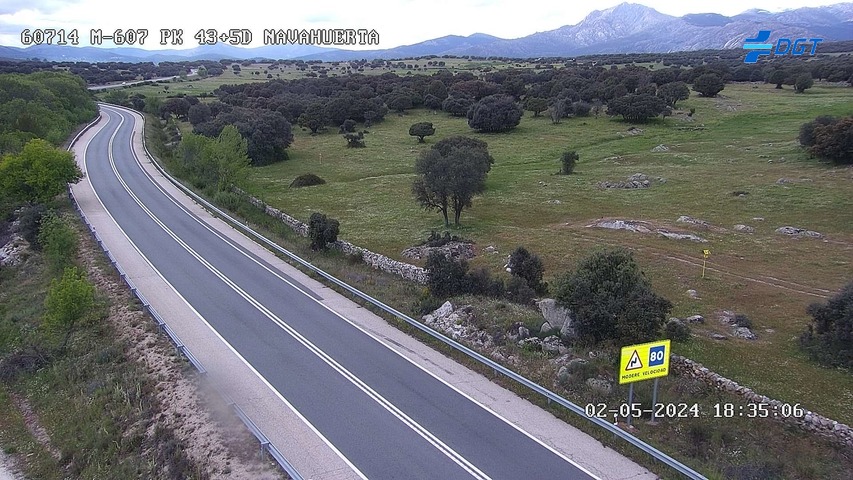 60714 M-607 PK 43+5D NAVAHUERTA
DGT
80
MODERE VELOCIDAD
02-05-2024 18:35:06